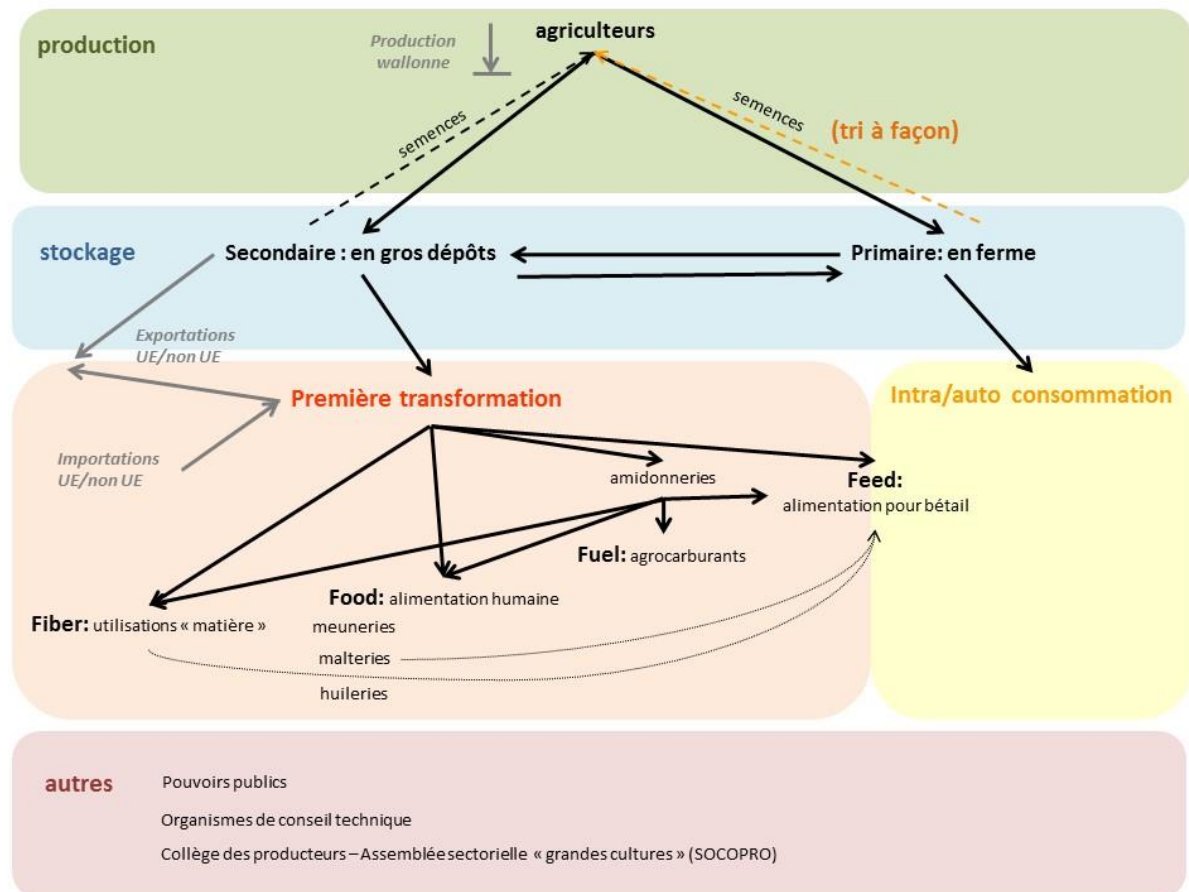 production
Production
wallonne
agriculteurs
semences
semences
(tri à façon)
stockage
Secondaire : en gros dépôts
Primaire: en ferme
Exportations
UE/non UE
Première transformation
Intra/auto consommation
Importations
UE/non UE
amidonneries
Feed:
alimentation pour bétail
Fuel: agrocarburants
Food: alimentation humaine
Fiber: utilisations « matière »
meuneries
malteries
huileries
autres
Pouvoirs publics
Organismes de conseil technique
Collège des producteurs – Assemblée sectorielle « grandes cultures » (SOCOPRO)